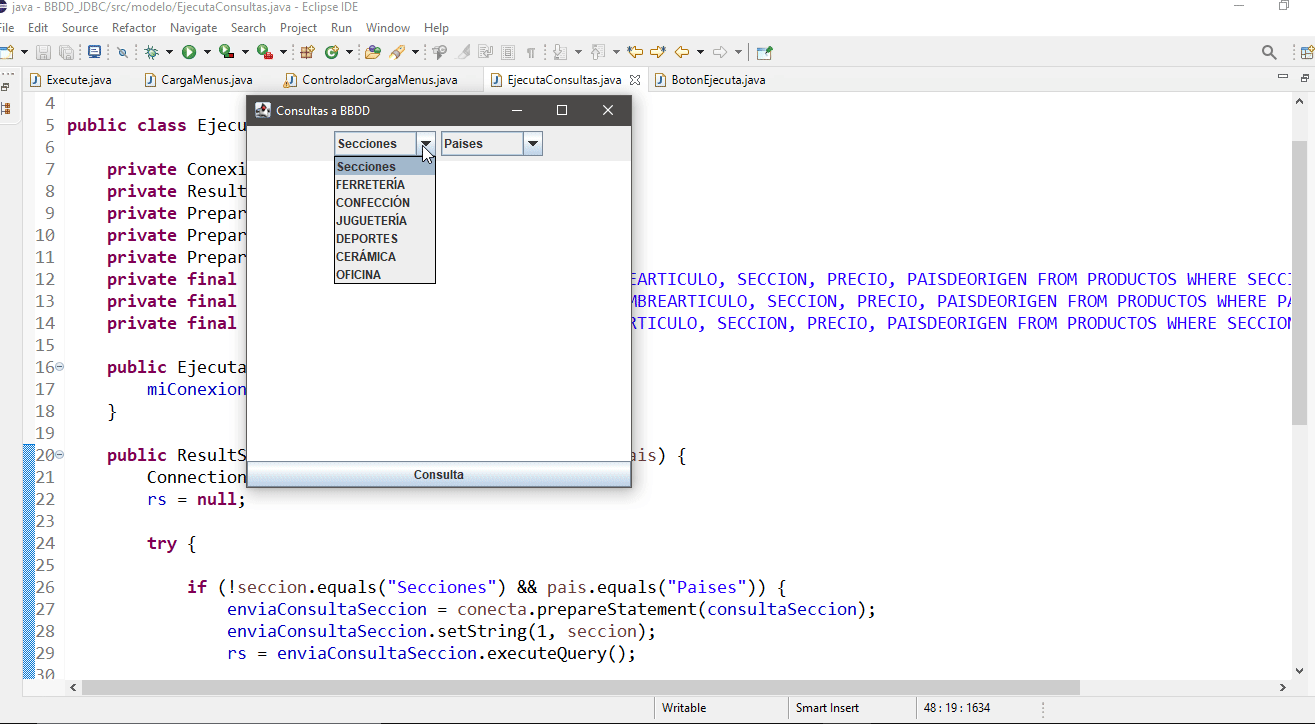 java - BBDD_JDBC/src/modelo/EjecutaConsultas.java - Eclipse IDE
File Edit Source Refactor Navigate Search Project Run Window Help
Execute.java CargaMenus.java ControladorCargaMenus.java EjecutaConsultas.java BotonEjecuta.java
Consultas a BBDD
Secciones Paises
Secciones
FERRETERÍA
CONFECCIÓN
JUGUETERÍA
DEPORTES
CERÁMICA
OFICINA
Consulta
4
5 public class Ejecu
6
7 private Conexi
8 private Result
9 private Prepar
10 private Prepar
11 private Prepar
12 private final EARTICULO, SECCION, PRECIO, PAISDEORIGEN FROM PRODUCTOS WHERE SECCI
13 private final MBREARTICULO, SECCION, PRECIO, PAISDEORIGEN FROM PRODUCTOS WHERE PA
14 private final RTICULO, SECCION, PRECIO, PAISDEORIGEN FROM PRODUCTOS WHERE SECCION
15
16 public Ejecuta
17 miConexion
18 }
19
20 public ResultS ais) {
21 Connection
22 rs = null;
23
24 try {
25
26 if (!seccion.equals("Secciones") && pais.equals("Paises")) {
27 enviaConsultaSeccion = conecta.prepareStatement(consultaSeccion);
28 enviaConsultaSeccion.setString(1, seccion);
29 rs = enviaConsultaSeccion.executeQuery();
30
Writable Smart Insert 48 : 19 : 1634